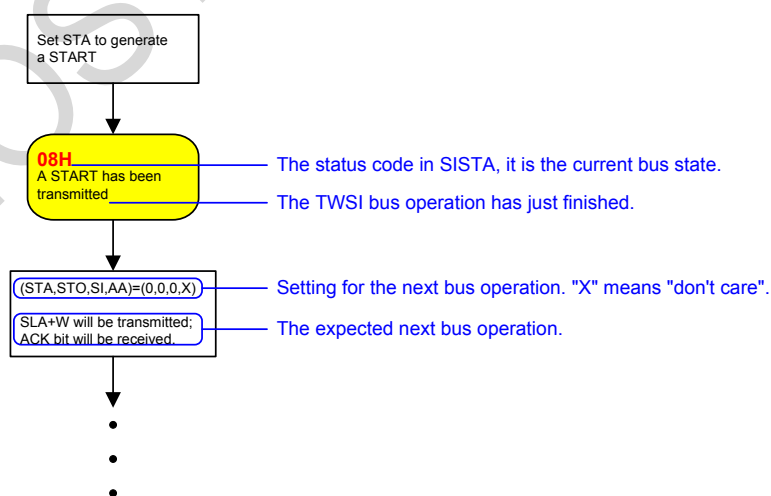 Set STA to generate
a START
08H
A START has been
transmitted
The status code in SISTA, it is the current bus state.
The TWSI bus operation has just finished.
(STA,STO,SI,AA)=(0,0,0,X)
Setting for the next bus operation. "X" means "don't care".
SLA+W will be transmitted;
ACK bit will be received.
The expected next bus operation.